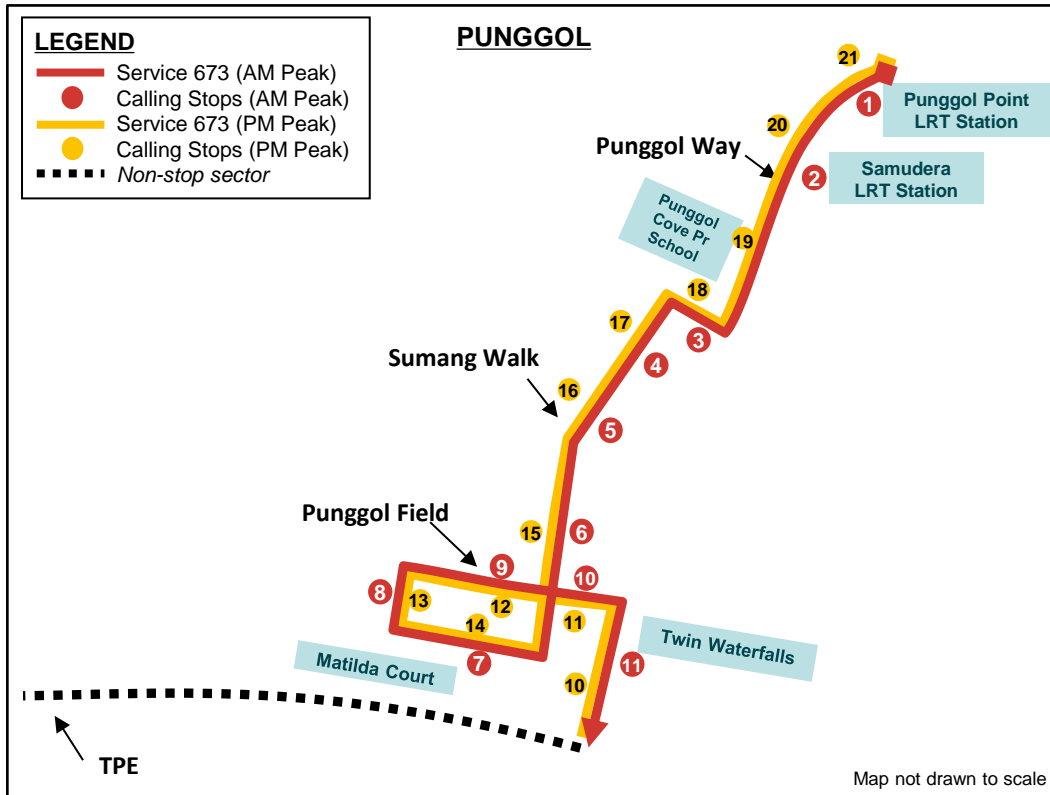 LEGEND
Service 673 (AM Peak)
Calling Stops (AM Peak)
Service 673 (PM Peak)
Calling Stops (PM Peak)
Non-stop sector
PUNGGOL
21
1
Punggol Point
LRT Station
20
Punggol Way
2
Samudera
LRT Station
Punggol
Cove Pr
School
19
18
17
3
4
Sumang Walk
16
5
Punggol Field
15
6
9
10
8
13
12
11
14
7
Twin Waterfalls
11
Matilda Court
10
TPE
Map not drawn to scale